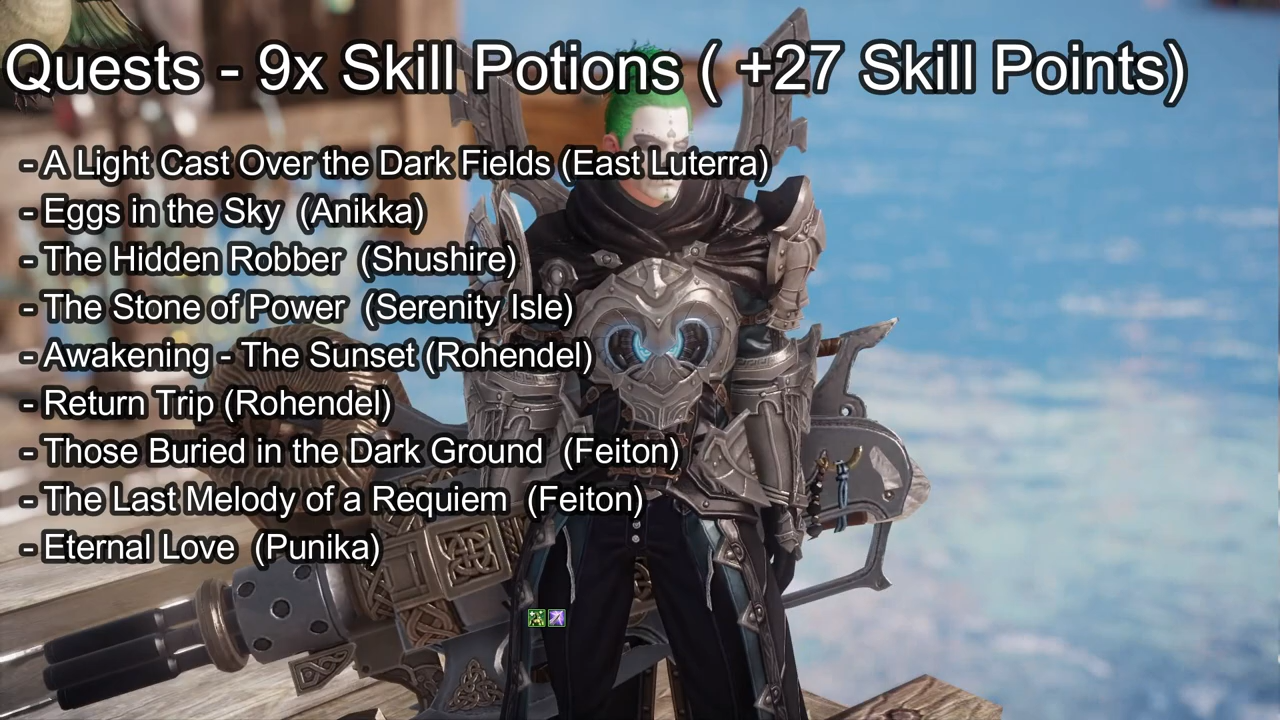 Quests - 9x Skill Potions ( +27 Skill Points)
- A Light Cast Over the Dark Fields (East Luterra)
- Eggs in the Sky (Anikka)
- The Hidden Robber (Shushire)
- The Stone of Power (Serenity Isle)
- Awakening - The Sunset (Rohendel)
- Return Trip (Rohendel)
- Those Buried in the Dark Ground (Feiton)
- The Last Melody of a Requiem (Feiton)
- Eternal Love (Punika)